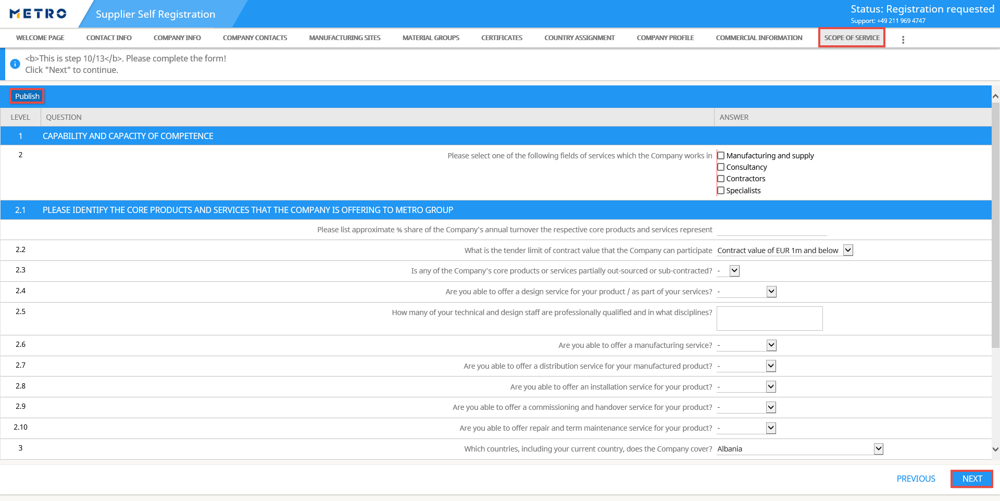 METRO
Supplier Self Registration
Status: Registration requested
Support: +49 211 969 4747
WELCOME PAGE CONTACT INFO COMPANY INFO COMPANY CONTACTS MANUFACTURING SITES MATERIAL GROUPS CERTIFICATES COUNTRY ASSIGNMENT COMPANY PROFILE COMMERCIAL INFORMATION SCOPE OF SERVICE
<b>This is step 10/13</b>. Please complete the form!
Click "Next" to continue.
Publish
LEVEL QUESTION ANSWER
1 CAPABILITY AND CAPACITY OF COMPETENCE
2 Please select one of the following fields of services which the Company works in Manufacturing and supply
Consultancy
Contractors
Specialists
2.1 PLEASE IDENTIFY THE CORE PRODUCTS AND SERVICES THAT THE COMPANY IS OFFERING TO METRO GROUP
Please list approximate % share of the Company's annual turnover the respective core products and services represent
2.2 What is the tender limit of contract value that the Company can participate Contract value of EUR 1m and below
2.3 Is any of the Company's core products or services partially out-sourced or sub-contracted? -
2.4 Are you able to offer a design service for your product / as part of your services? -
2.5 How many of your technical and design staff are professionally qualified and in what disciplines?
2.6 Are you able to offer a manufacturing service? -
2.7 Are you able to offer a distribution service for your manufactured product? -
2.8 Are you able to offer an installation service for your product? -
2.9 Are you able to offer a commissioning and handover service for your product? -
2.10 Are you able to offer repair and term maintenance service for your product? -
3 Which countries, including your current country, does the Company cover? Albania
PREVIOUS NEXT